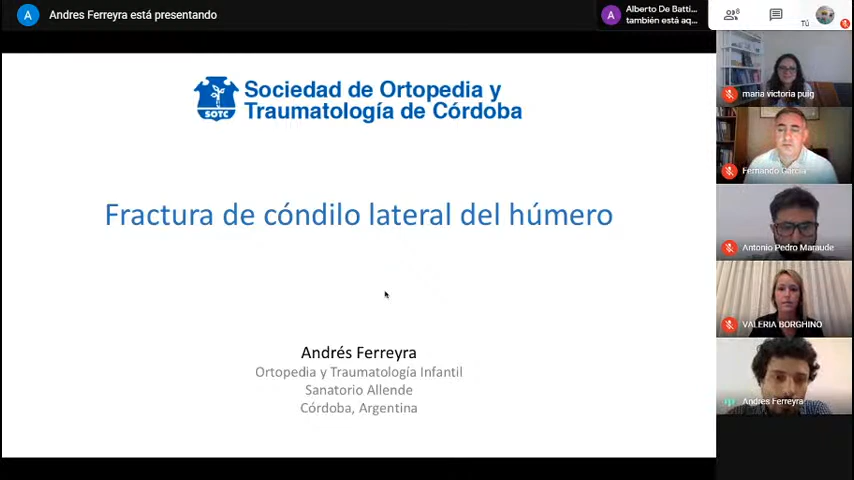 A Andres Ferreyra está presentando
A Alberto De Batti...
también está aq...
8
Tú
SOTC
Sociedad de Ortopedia y
Traumatología de Córdoba
Fractura de cóndilo lateral del húmero
Andrés Ferreyra
Ortopedia y Traumatología Infantil
Sanatorio Allende
Córdoba, Argentina
maria victoria puig
Fernando Garcia
Antonio Pedro Maraude
VALERIA BORGHINO
Andres Ferreyra